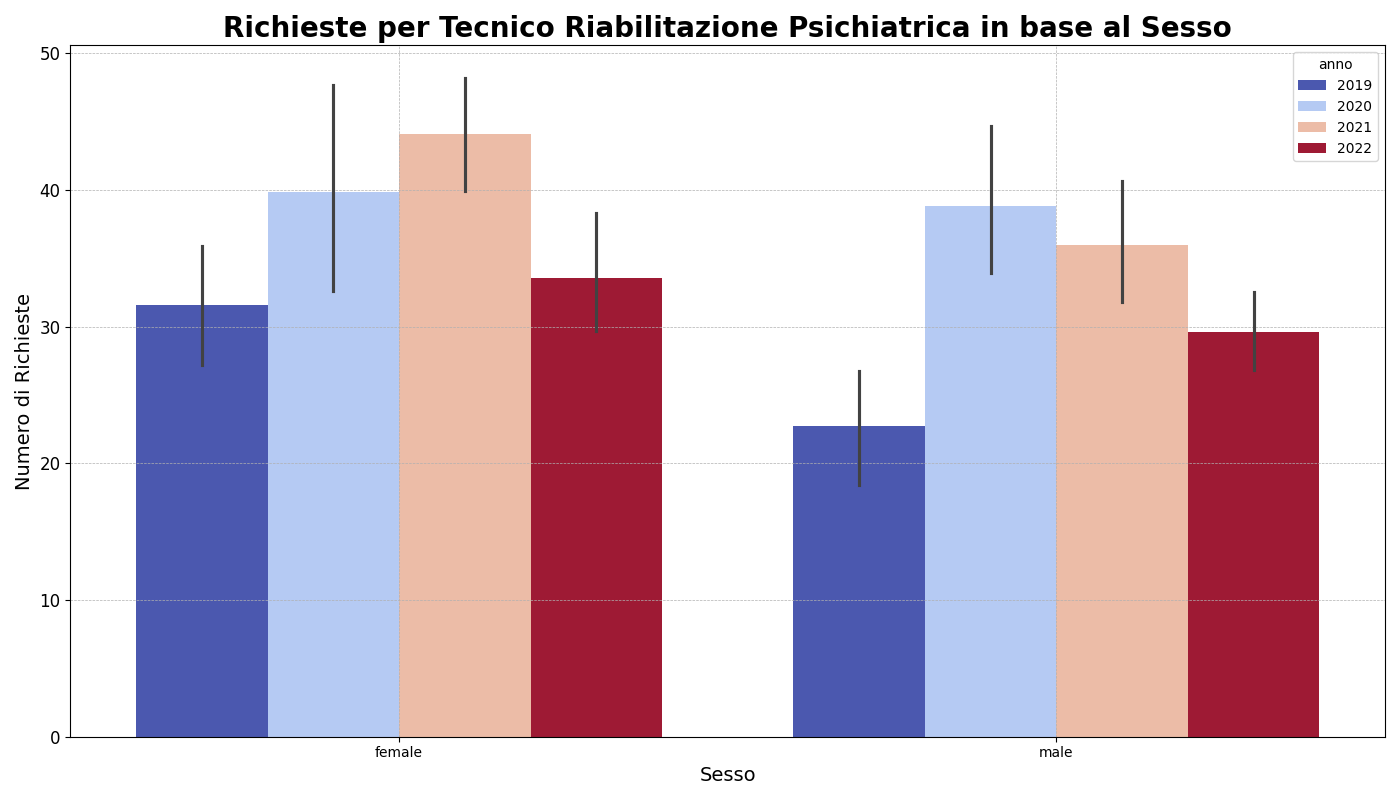 Richieste per Tecnico Riabilitazione Psichiatrica in base al Sesso
Numero di Richieste
50
40
30
20
10
0
anno
2019
2020
2021
2022
female
male
Sesso